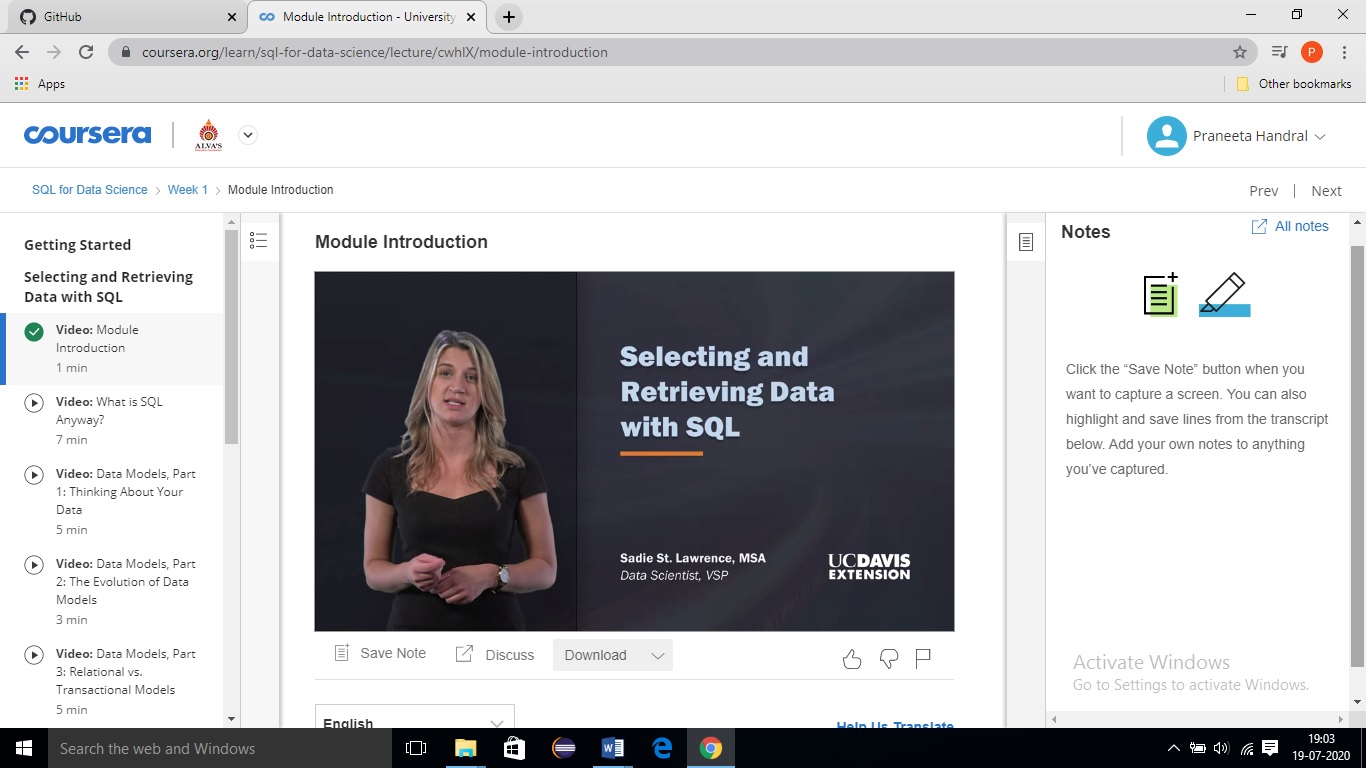 GitHub
Module Introduction - University
coursera.org/learn/sql-for-data-science/lecture/cwhlX/module-introduction
P
Apps
Other bookmarks
coursera
ALVA'S
Praneeta Handral
SQL for Data Science > Week 1 > Module Introduction
Prev | Next
Getting Started
Selecting and Retrieving
Data with SQL
Video: Module
Introduction
1 min
Video: What is SQL
Anyway?
7 min
Video: Data Models, Part
1: Thinking About Your
Data
5 min
Video: Data Models, Part
2: The Evolution of Data
Models
3 min
Video: Data Models, Part
3: Relational vs.
Transactional Models
5 min
Module Introduction
Selecting and
Retrieving Data
with SQL
Sadie St. Lawrence, MSA
Data Scientist, VSP
UCDAVIS
EXTENSION
Save Note
Discuss
Download
English
Help Us Translate
Notes
All notes
Click the “Save Note” button when you
want to capture a screen. You can also
highlight and save lines from the transcript
below. Add your own notes to anything
you’ve captured.
Activate Windows
Go to Settings to activate Windows.
Search the web and Windows
19:03
19-07-2020